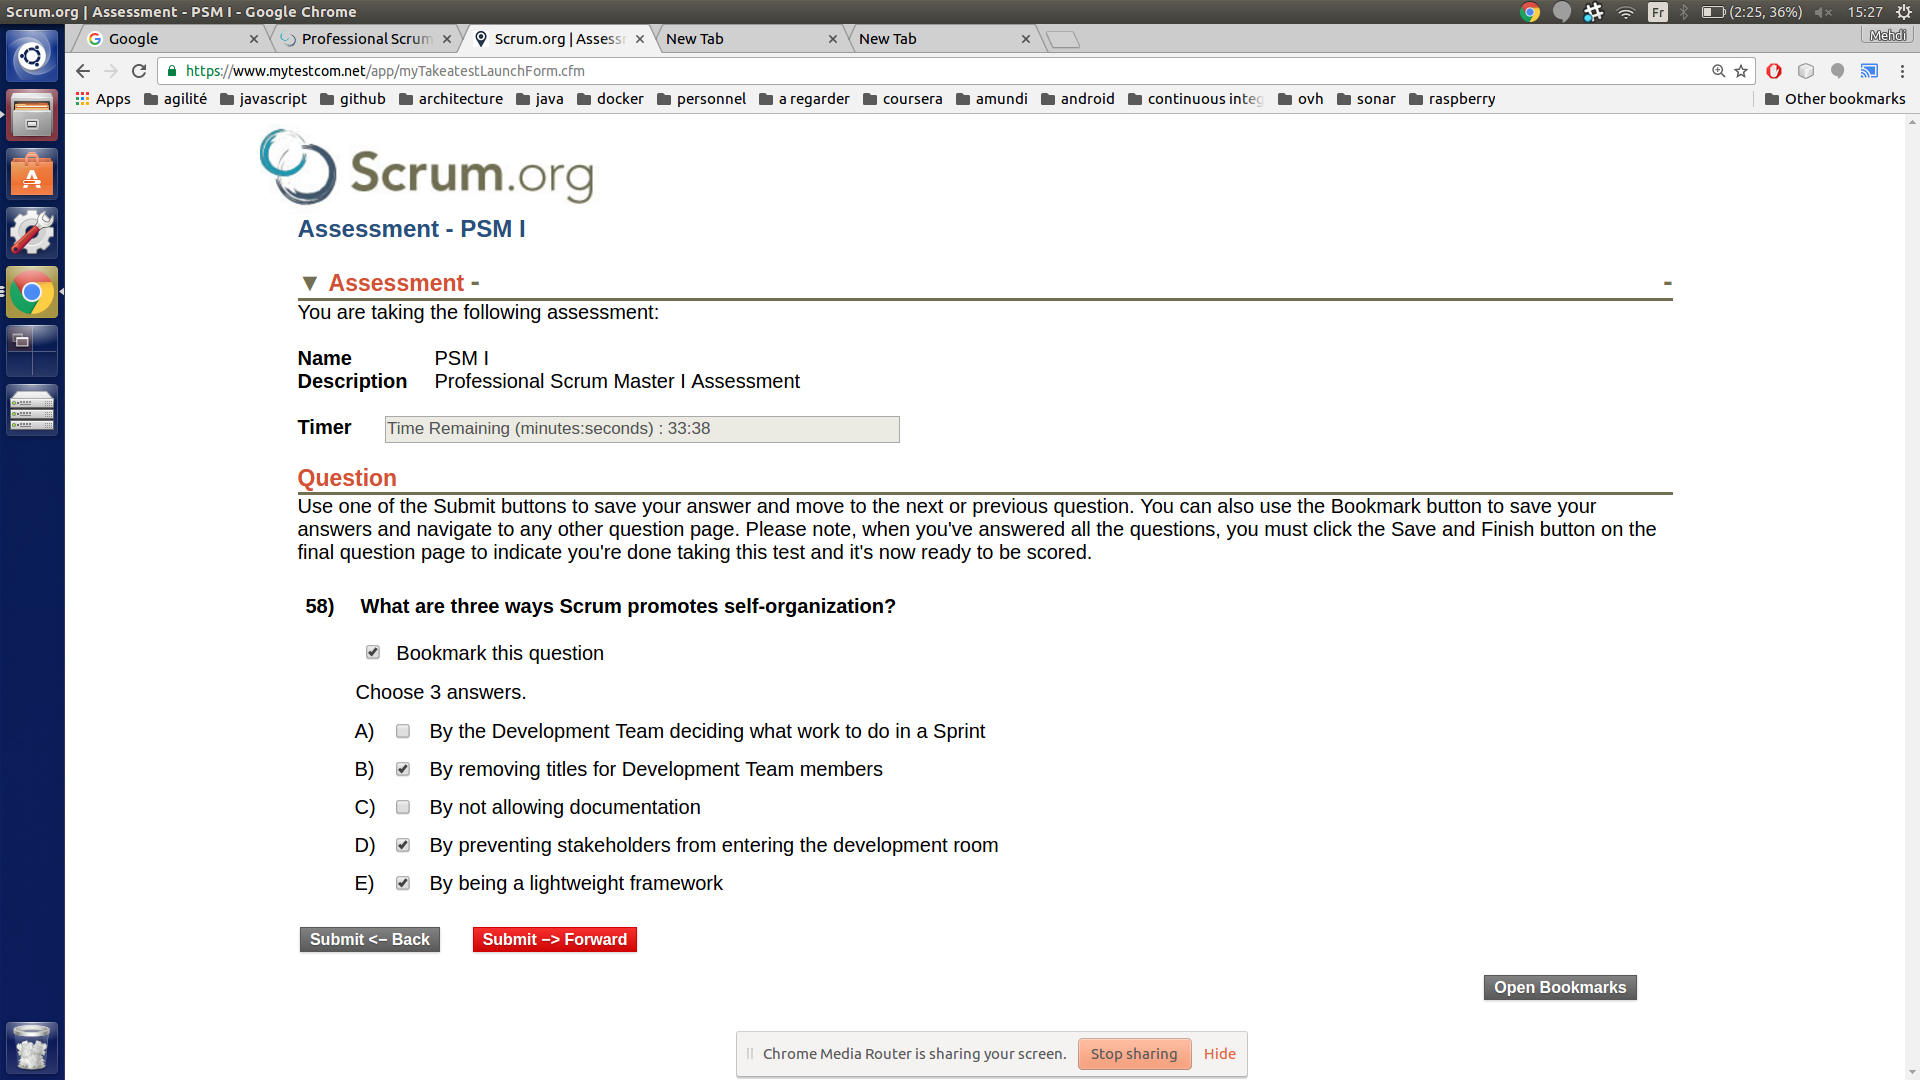 Scrum.org | Assessment - PSM I - Google Chrome
Fr
(2:25, 36%)
15:27
Google
Professional Scrum
Scrum.org | Assess
New Tab
New Tab
Mehdi
https://www.mytestcom.net/app/myTakeatestLaunchForm.cfm
Apps
agilité
javascript
github
architecture
java
docker
personnel
a regarder
coursera
amundi
android
continuous integ
ovh
sonar
raspberry
Other bookmarks
Scrum.org
Assessment - PSM I
▼ Assessment -
-
You are taking the following assessment:
Name PSM I
Description Professional Scrum Master I Assessment
Timer Time Remaining (minutes:seconds) : 33:38
Question
Use one of the Submit buttons to save your answer and move to the next or previous question. You can also use the Bookmark button to save your
answers and navigate to any other question page. Please note, when you've answered all the questions, you must click the Save and Finish button on the
final question page to indicate you're done taking this test and it's now ready to be scored.
58) What are three ways Scrum promotes self-organization?
Bookmark this question
Choose 3 answers.
A) By the Development Team deciding what work to do in a Sprint
B) By removing titles for Development Team members
C) By not allowing documentation
D) By preventing stakeholders from entering the development room
E) By being a lightweight framework
Submit <– Back
Submit –> Forward
Open Bookmarks
Chrome Media Router is sharing your screen.
Stop sharing
Hide